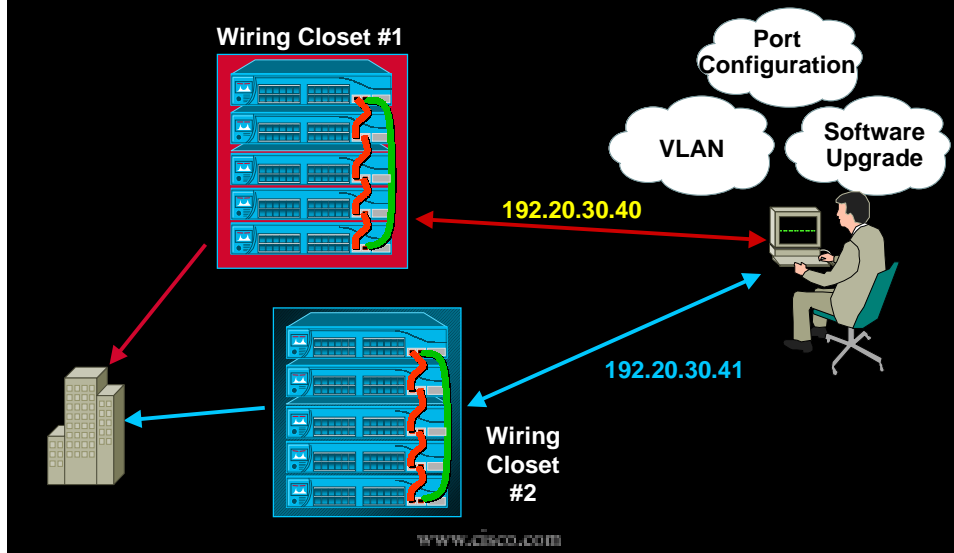 Wiring Closet #1
Port
Configuration
VLAN
Software
Upgrade
192.20.30.40
192.20.30.41
Wiring
Closet
#2
www.cisco.com